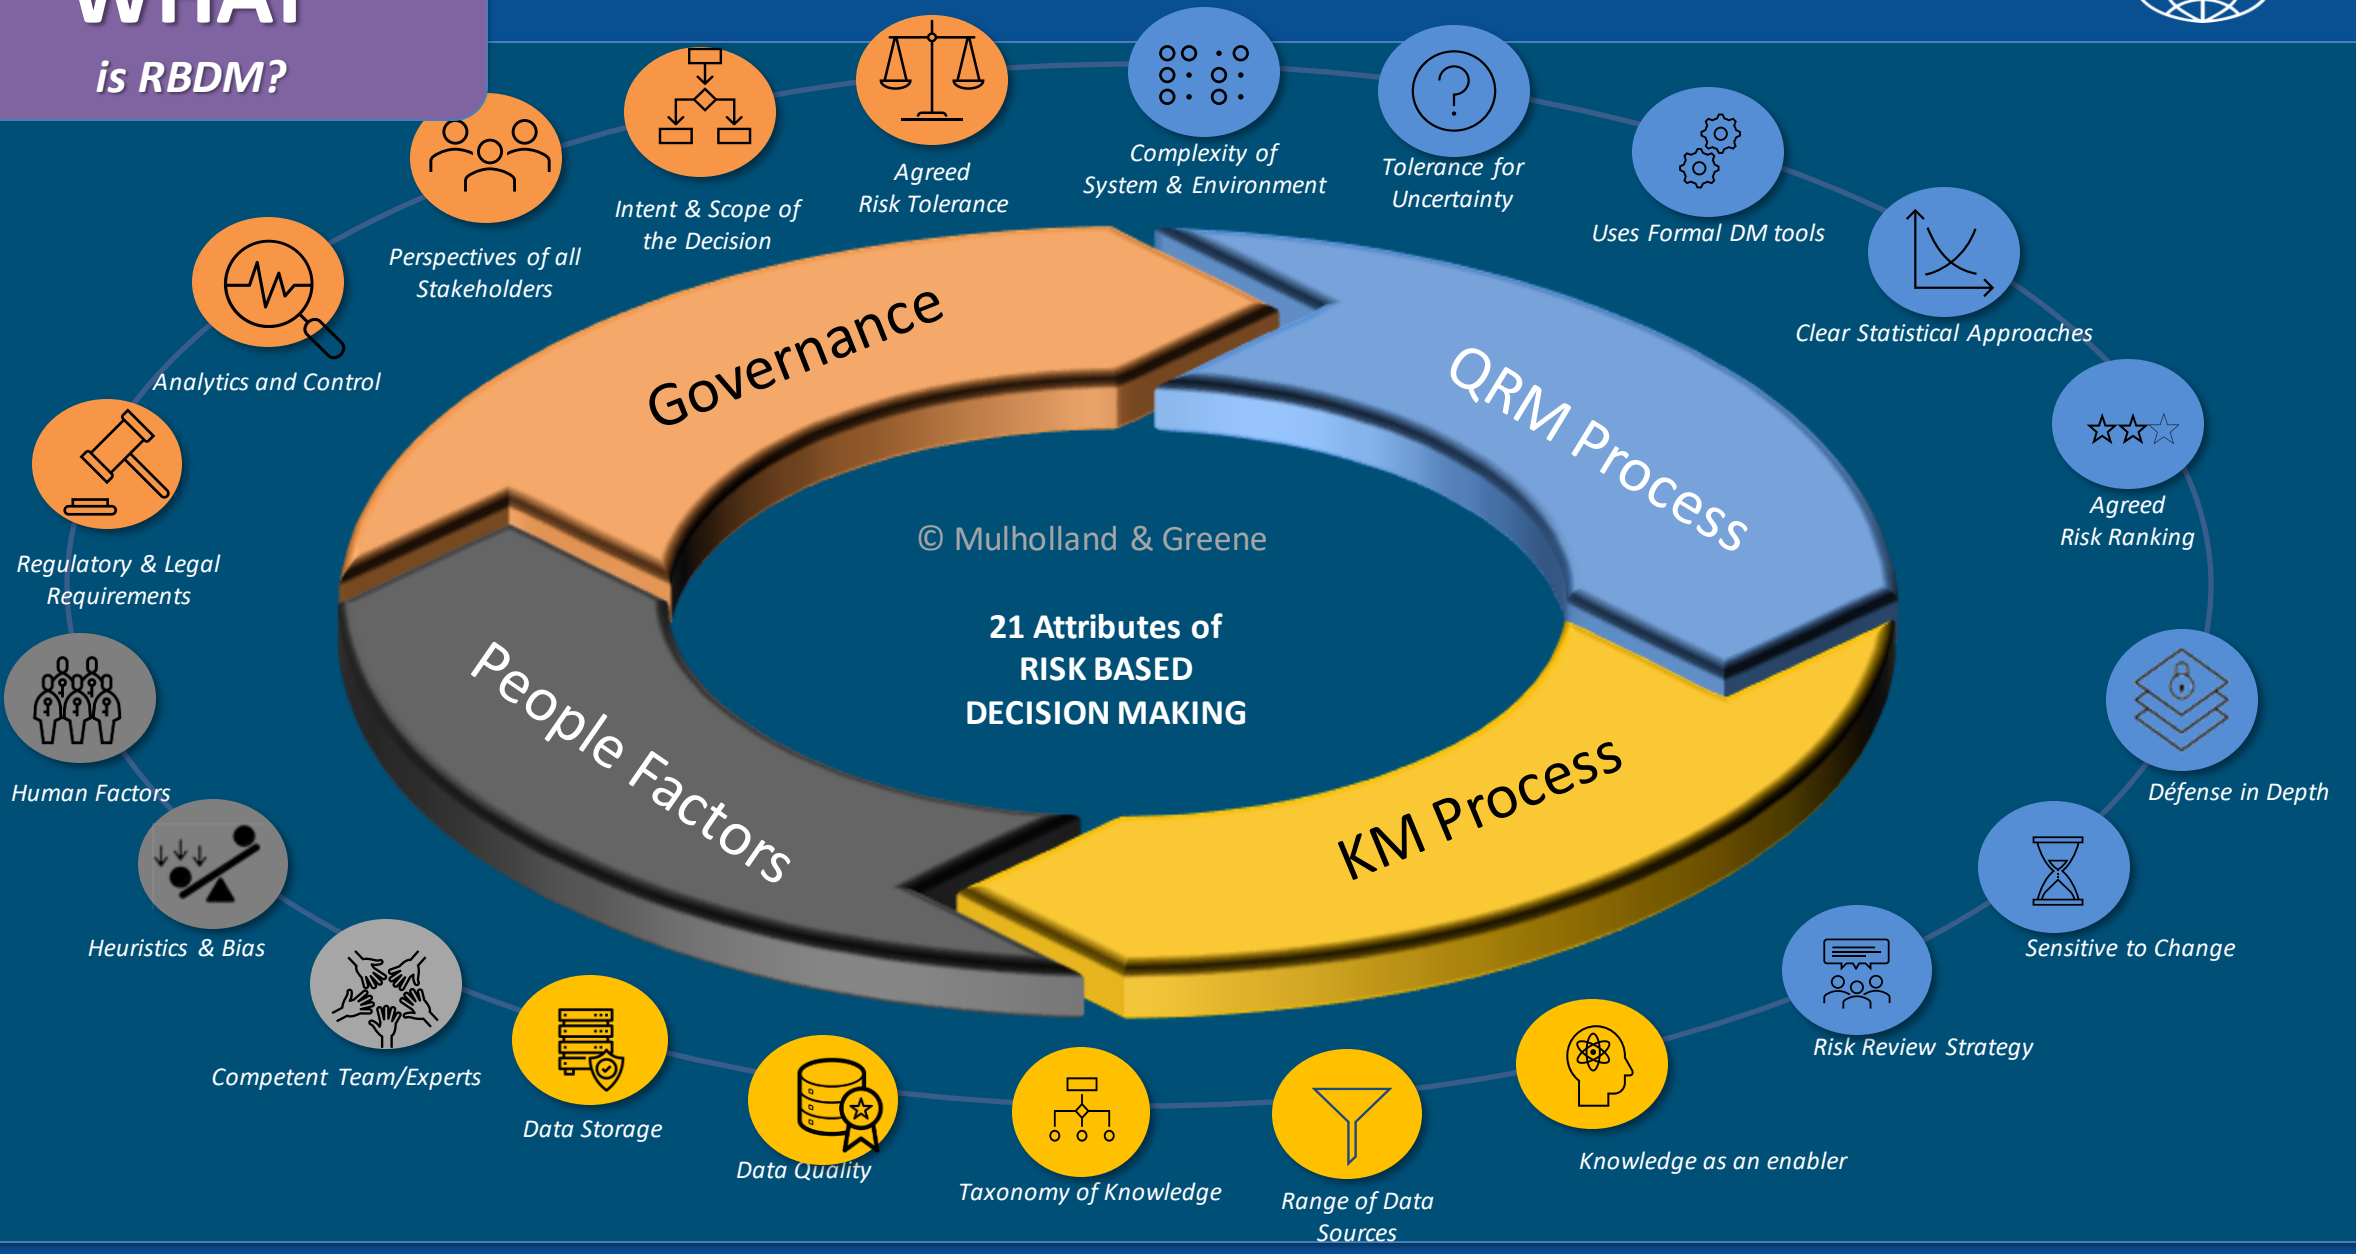 WHAT
is RBDM?
Agreed
Risk Tolerance
Complexity of
System & Environment
Tolerance for
Uncertainty
Intent & Scope of
the Decision
Uses Formal DM tools
Perspectives of all
Stakeholders
Clear Statistical Approaches
Analytics and Control
Agreed
Risk Ranking
Regulatory & Legal
Requirements
Governance
QRM Process
© Mulholland & Greene
21 Attributes of
RISK BASED
DECISION MAKING
People Factors
KM Process
Human Factors
Défense in Depth
Heuristics & Bias
Sensitive to Change
Competent Team/Experts
Risk Review Strategy
Data Storage
Data Quality
Taxonomy of Knowledge
Range of Data
Sources
Knowledge as an enabler